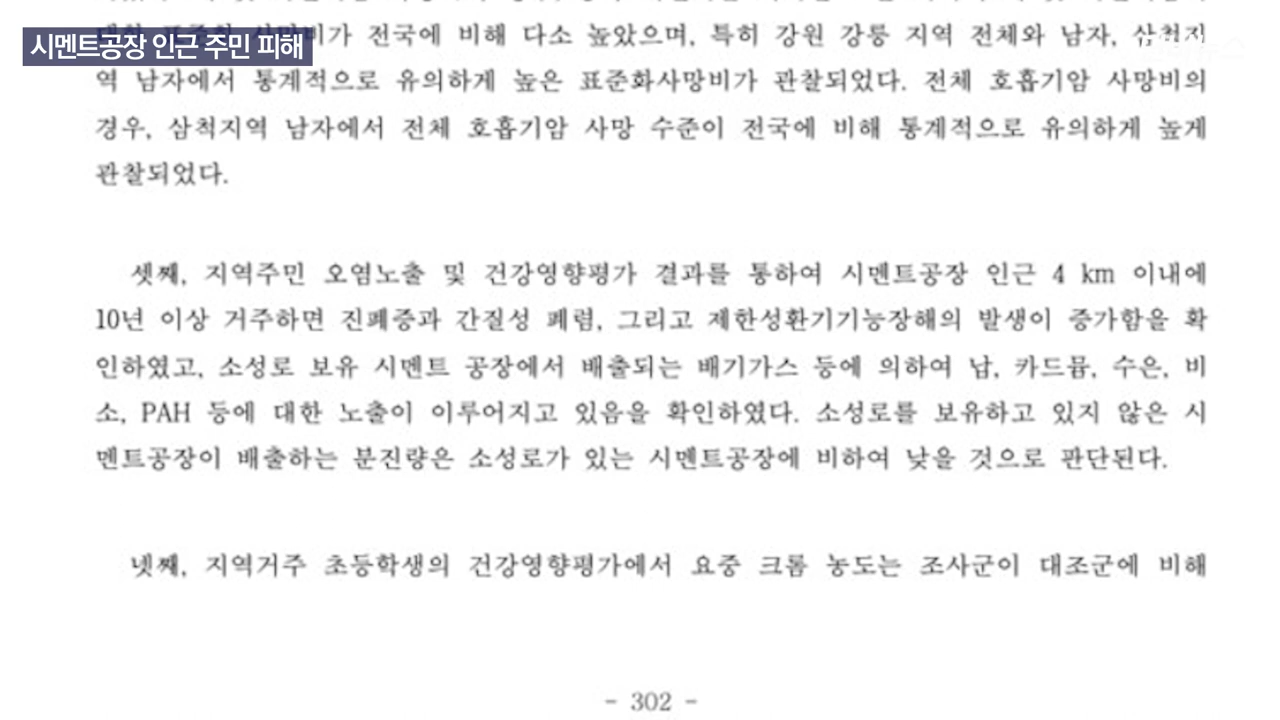 시멘트공장 인근 주민 피해
가 전국에 비해 다소 높았으며, 특히 강원 강릉 지역 전체와 남자, 삼척지
역 남자에서 통계적으로 유의하게 높은 표준화사망비가 관찰되었다. 전체 호흡기암 사망비의
경우, 삼척지역 남자에서 전체 호흡기암 사망 수준이 전국에 비해 통계적으로 유의하게 높게
관찰되었다.
셋째, 지역주민 오염노출 및 건강영향평가 결과를 통하여 시멘트공장 인근 4 km 이내에
10년 이상 거주하면 진폐증과 간질성 폐렴, 그리고 제한성환기기능장해의 발생이 증가함을 확
인하였고, 소성로 보유 시멘트 공장에서 배출되는 배기가스 등에 의하여 납, 카드뮴, 수은, 비
소, PAH 등에 대한 노출이 이루어지고 있음을 확인하였다. 소성로를 보유하고 있지 않은 시
멘트공장이 배출하는 분진량은 소성로가 있는 시멘트공장에 비하여 낮을 것으로 판단된다.
넷째, 지역거주 초등학생의 건강영향평가에서 요중 크롬 농도는 조사군이 대조군에 비해
- 302 -